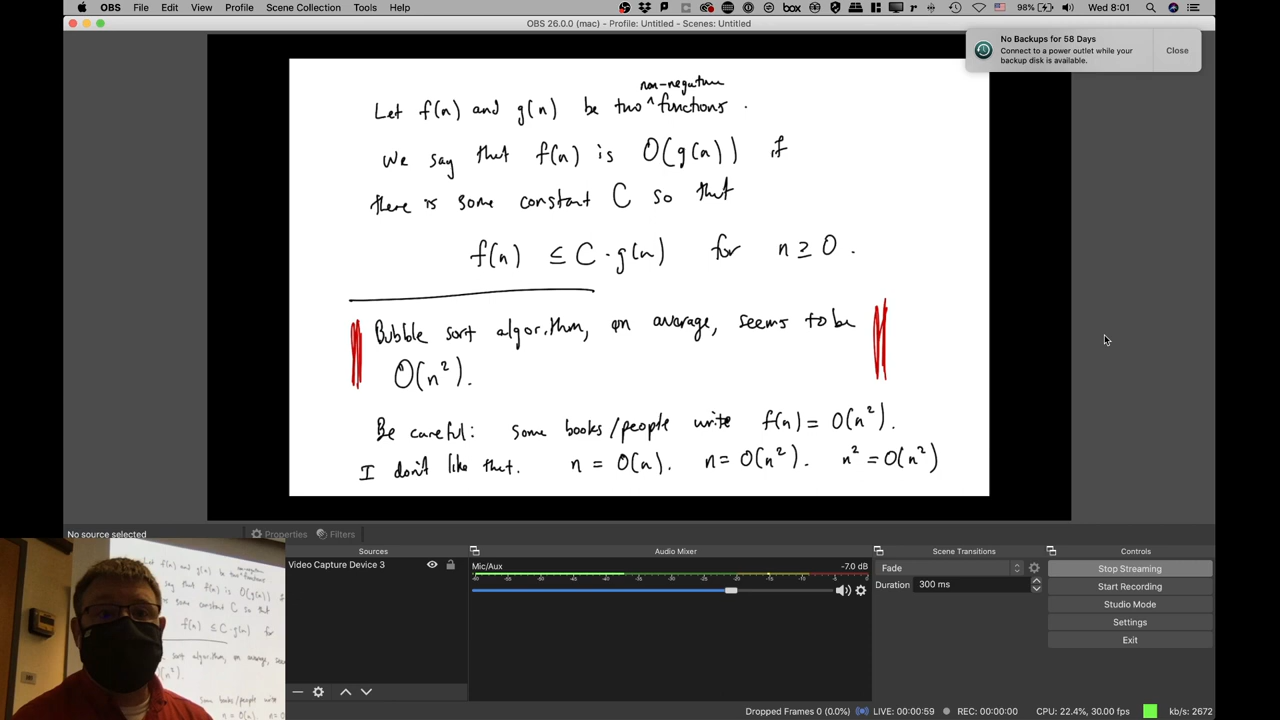 OBS File Edit View Profile Scene Collection Tools Help 98% Wed 8:01
OBS 26.0.0 (mac) - Profile: Untitled - Scenes: Untitled
No Backups for 58 Days
Connect to a power outlet while your
backup disk is available.
Close
non-negative
Let f(n) and g(n) be two ^ functions.
We say that f(n) is O(g(n)) if
there is some constant C so that
f(n) ≤ C · g(n) for n ≥ 0.
Bubble sort algorithm, on average, seems to be
O(n²).
Be careful: some books/people write f(n) = O(n²).
I don't like that. n = O(n). n = O(n²). n² = O(n²)
No source selected
Properties Filters
Sources
Video Capture Device 3
Audio Mixer
Mic/Aux -7.0 dB
Scene Transitions
Fade
Duration 300 ms
Controls
Stop Streaming
Start Recording
Studio Mode
Settings
Exit
Dropped Frames 0 (0.0%) LIVE: 00:00:59 REC: 00:00:00 CPU: 22.4%, 30.00 fps kb/s: 2672